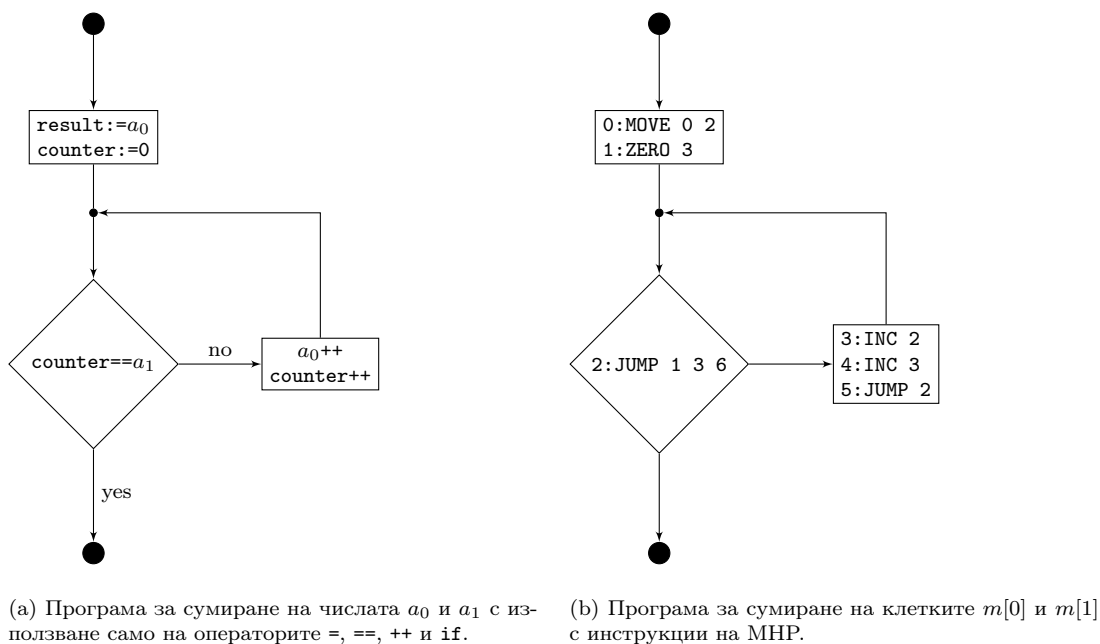 result:=a0
counter:=0
counter==a1
no
a0++
counter++
yes
(a) Програма за сумиране на числата a0 и a1 с из-
ползване само на операторите =, ==, ++ и if.
0:MOVE 0 2
1:ZERO 3
2:JUMP 1 3 6
3:INC 2
4:INC 3
5:JUMP 2
(b) Програма за сумиране на клетките m[0] и m[1]
с инструкции на МНР.